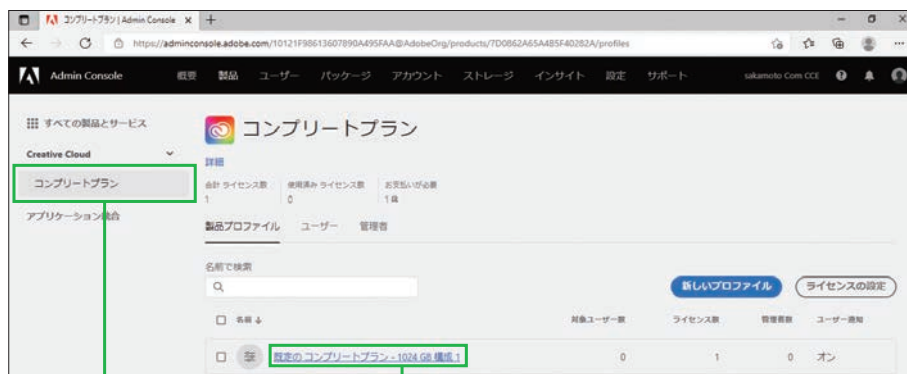 コンプリートプラン | Admin Console
https://adminconsole.adobe.com/10121F98613607890A495FAA@AdobeOrg/products/7D0862A65A4B5F40282A/profiles
Admin Console 概要 製品 ユーザー パッケージ アカウント ストレージ インサイト 設定 サポート sakamoto Com CCE
すべての製品とサービス
Creative Cloud
コンプリートプラン
アプリケーション統合
コンプリートプラン
詳細
合計 ライセンス数 使用済み ライセンス数 お支払いが必要
1 0
製品プロファイル ユーザー 管理者
名前で検索
新しいプロファイル ライセンスの設定
名前 ↓ 対象ユーザー数 ライセンス数 管理者数 ユーザー通知
既定の コンプリートプラン - 1024 GB 構成 1 0 1 0 オン